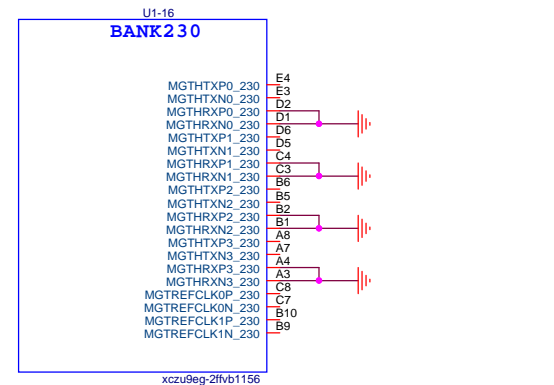 U1-16
BANK230
MGTHTXP0_230 E4
MGTHTXN0_230 E3
MGTHRXP0_230 D2
MGTHRXN0_230 D1
MGTHTXP1_230 D6
MGTHTXN1_230 D5
MGTHRXP1_230 C4
MGTHRXN1_230 C3
MGTHTXP2_230 B6
MGTHTXN2_230 B5
MGTHRXP2_230 B2
MGTHRXN2_230 B1
MGTHTXP3_230 A8
MGTHTXN3_230 A7
MGTHRXP3_230 A4
MGTHRXN3_230 A3
MGTREFCLK0P_230 C8
MGTREFCLK0N_230 C7
MGTREFCLK1P_230 B10
MGTREFCLK1N_230 B9
xczu9eg-2ffvb1156